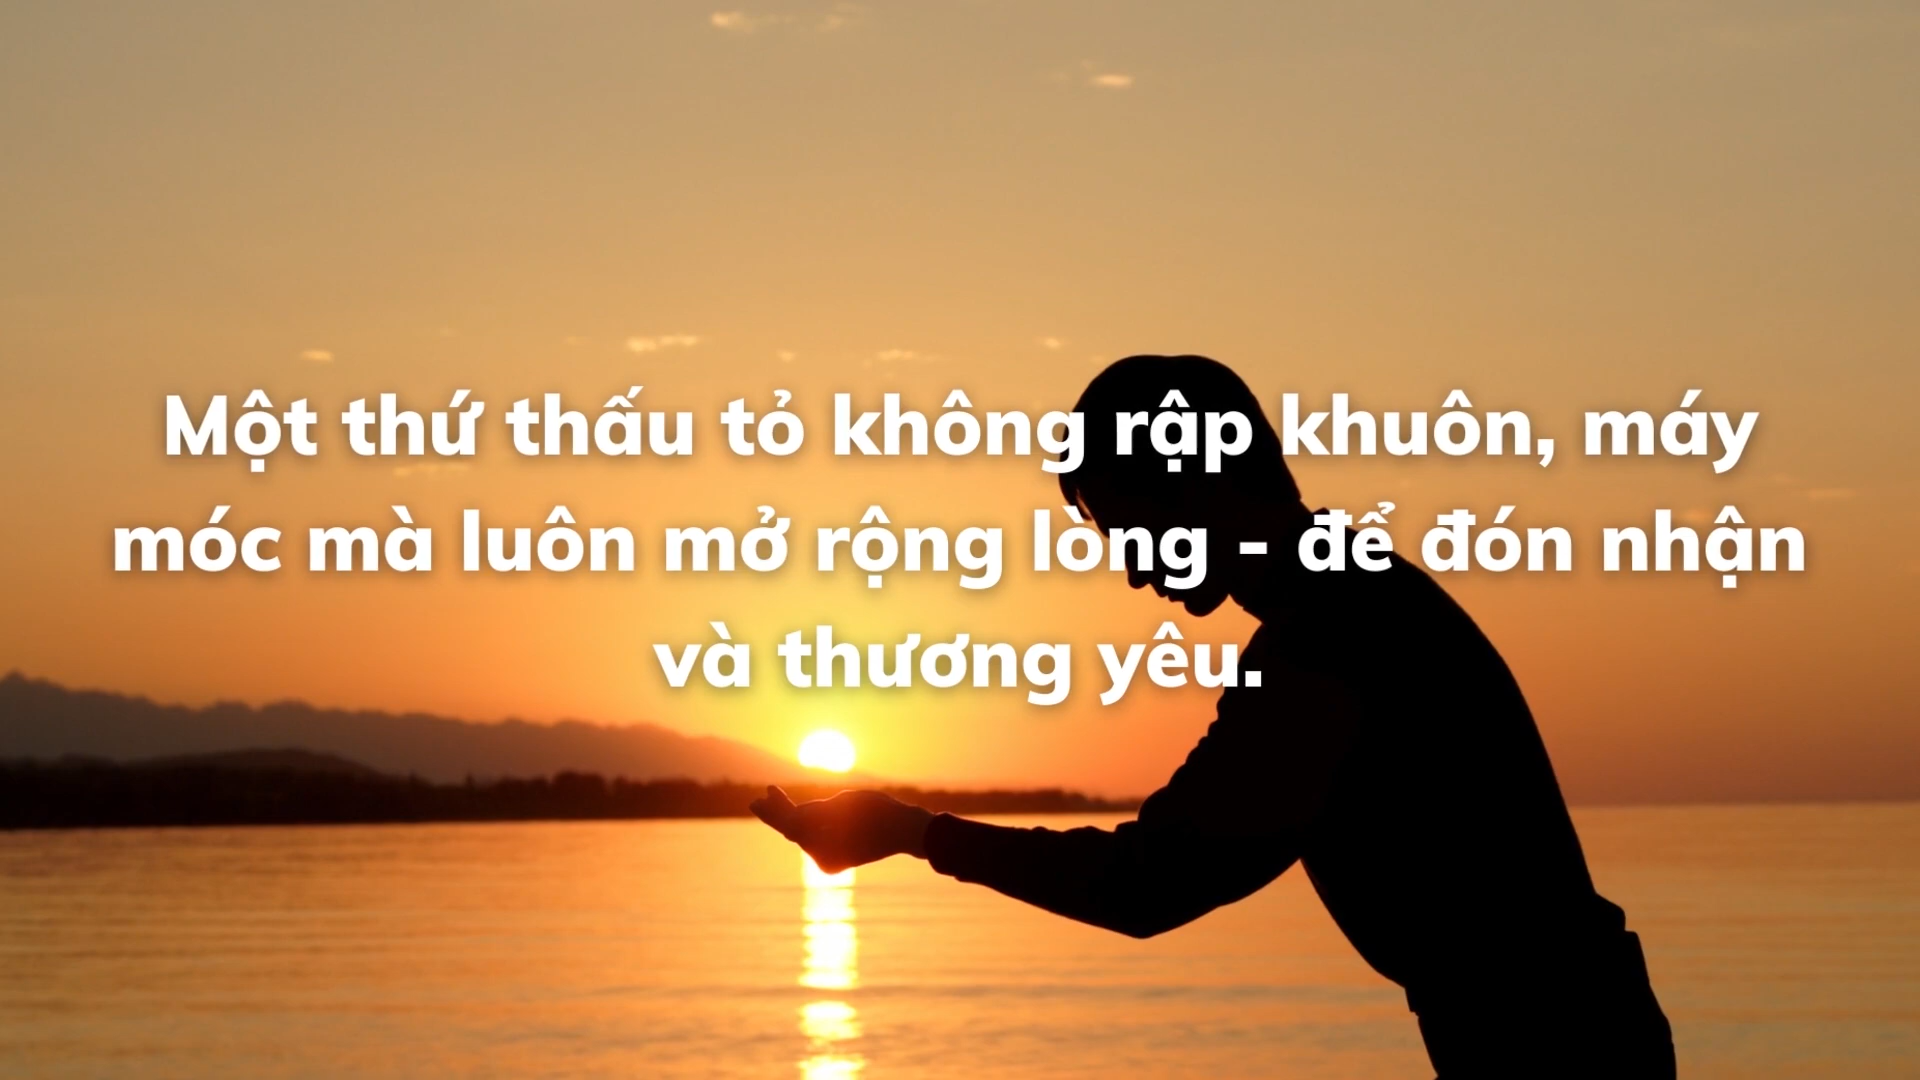 Một thứ thấu tỏ không rập khuôn, máy
móc mà luôn mở rộng lòng - để đón nhận
và thương yêu.